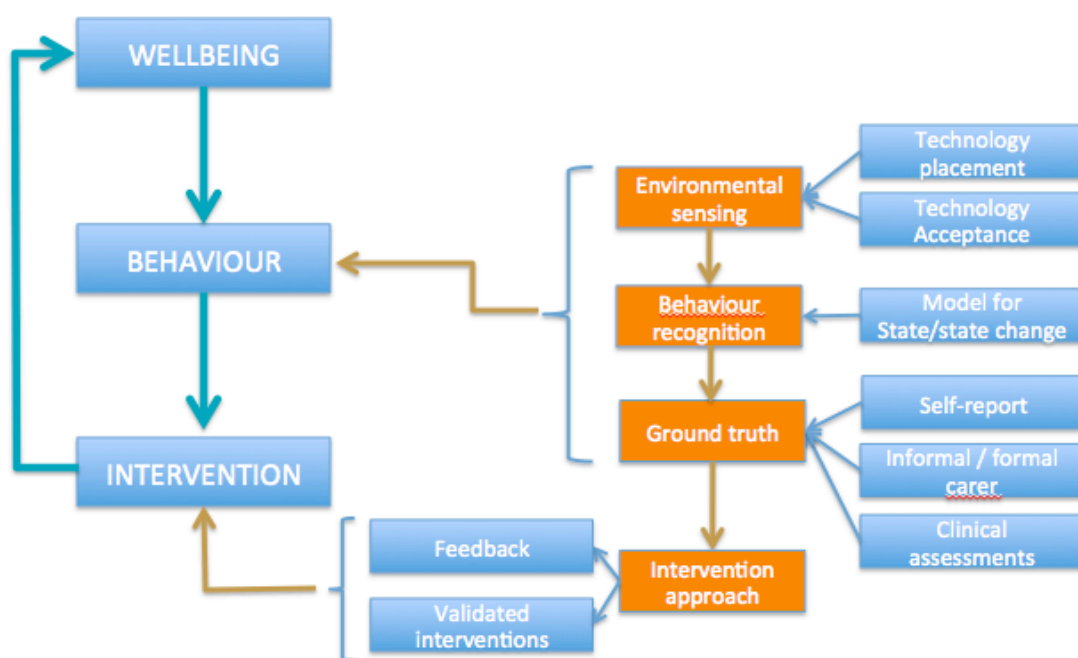 WELLBEING
BEHAVIOUR
INTERVENTION
Environmental
sensing
Behaviour
recognition
Ground truth
Intervention
approach
Technology
placement
Technology
Acceptance
Model for
State/state change
Self-report
Informal / formal
carer
Clinical
assessments
Feedback
Validated
interventions